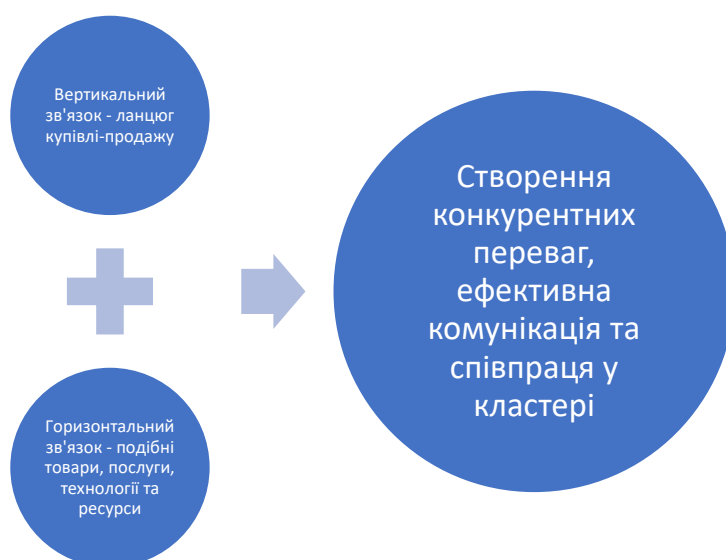 Вертикальний
зв'язок - ланцюг
купівлі-продажу
Горизонтальний
зв'язок - подібні
товари, послуги,
технології та
ресурси
Створення
конкурентних
переваг,
ефективна
комунікація та
співпраця у
кластері